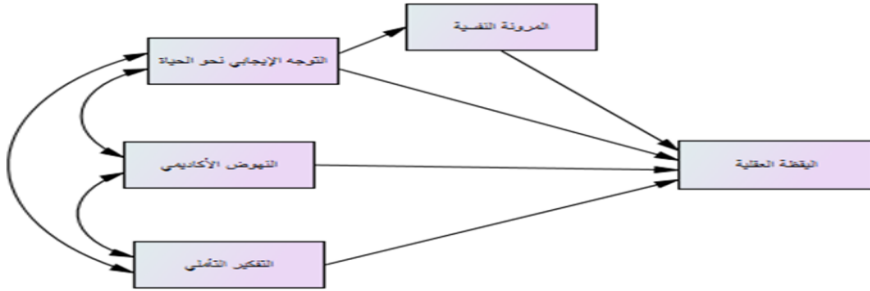 المرونة النفسية
التوجه الإيجابي نحو الحياة
النهوض الأكاديمي
اليقظة العقلية
التفكير التأملي